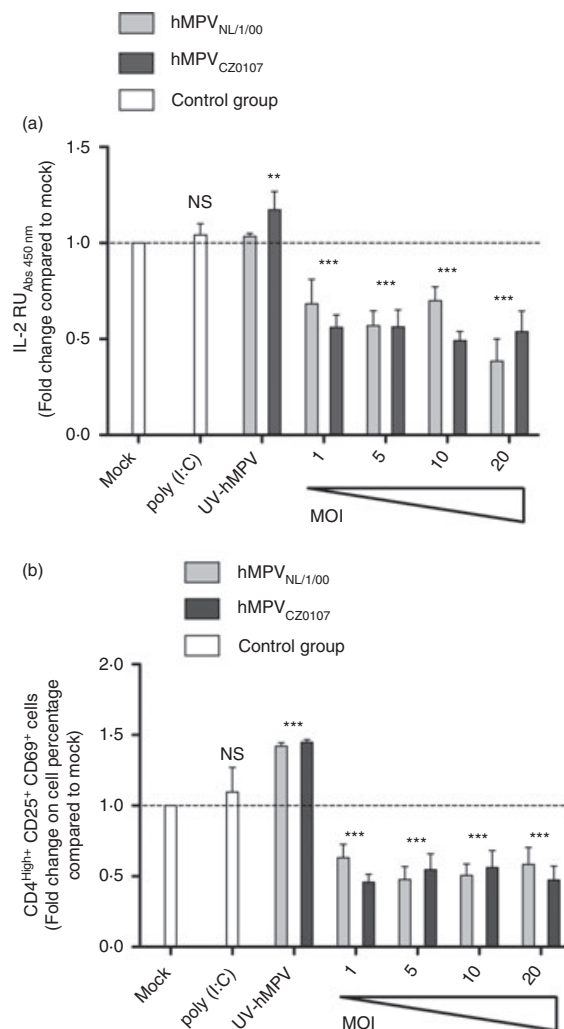 hMPVNL/1/00
hMPVCZ0107
Control group
(a)
IL-2 RUAbs 450 nm
(Fold change compared to mock)
1·5
1·0
0·5
0·0
NS
**
***
***
***
***
Mock
poly (I:C)
UV-hMPV
1
5
10
20
MOI
(b)
hMPVNL/1/00
hMPVCZ0107
Control group
CD4High+ CD25+ CD69+ cells
(Fold change on cell percentage
compared to mock)
2·0
1·5
1·0
0·5
0·0
NS
***
***
***
***
***
Mock
poly (I:C)
UV-hMPV
1
5
10
20
MOI